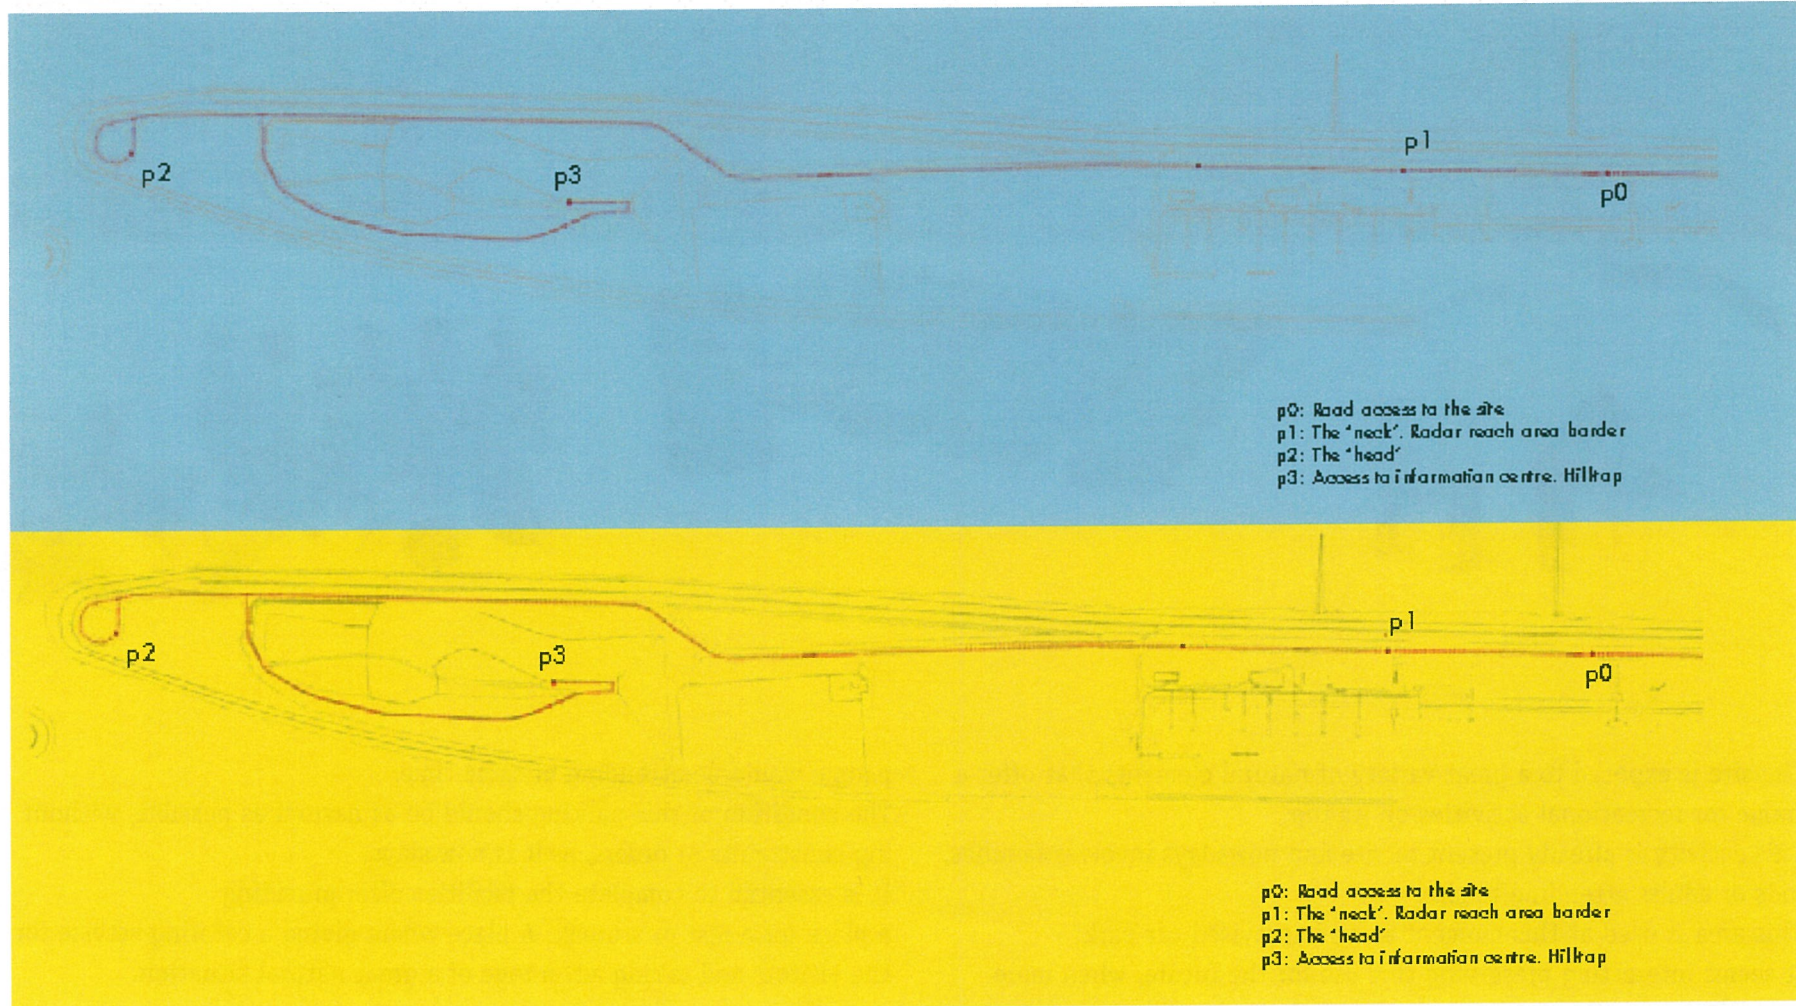 p1
p2
p3
p0
p0: Road access to the site
p1: The 'neck'. Radar reach area border
p2: The 'head'
p3: Access to information centre. Hilltop
p1
p2
p3
p0
p0: Road access to the site
p1: The 'neck'. Radar reach area border
p2: The 'head'
p3: Access to information centre. Hilltop